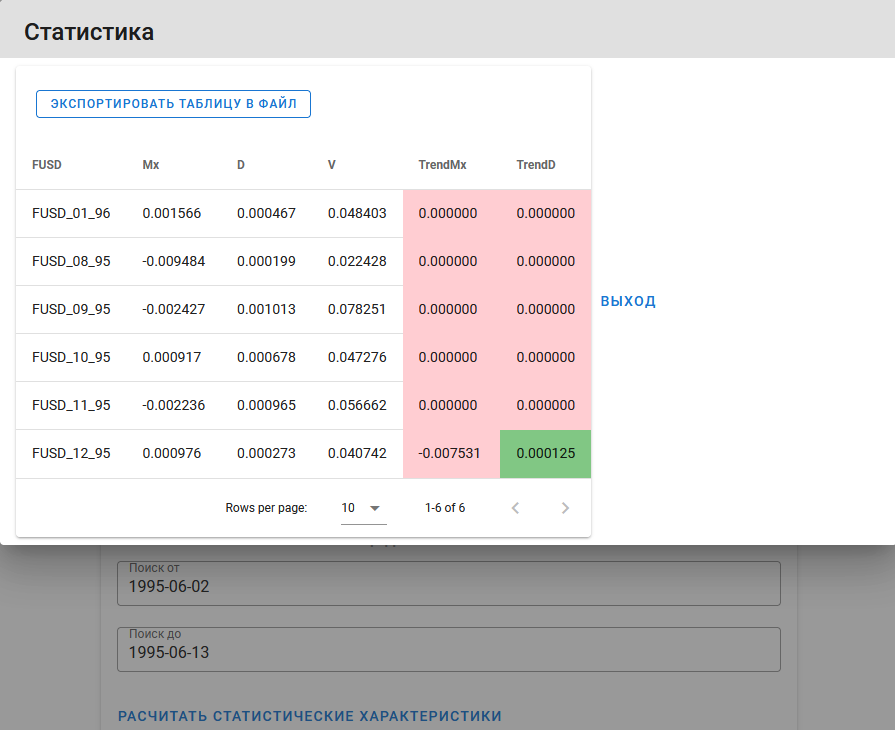 Статистика
ЭКСПОРТИРОВАТЬ ТАБЛИЦУ В ФАЙЛ
FUSD Mx D V TrendMx TrendD
FUSD_01_96 0.001566 0.000467 0.048403 0.000000 0.000000
FUSD_08_95 -0.009484 0.000199 0.022428 0.000000 0.000000
FUSD_09_95 -0.002427 0.001013 0.078251 0.000000 0.000000
ВЫХОД
FUSD_10_95 0.000917 0.000678 0.047276 0.000000 0.000000
FUSD_11_95 -0.002236 0.000965 0.056662 0.000000 0.000000
FUSD_12_95 0.000976 0.000273 0.040742 -0.007531 0.000125
Rows per page: 10 1-6 of 6
Поиск от
1995-06-02
Поиск до
1995-06-13
РАСЧИТАТЬ СТАТИСТИЧЕСКИЕ ХАРАКТЕРИСТИКИ